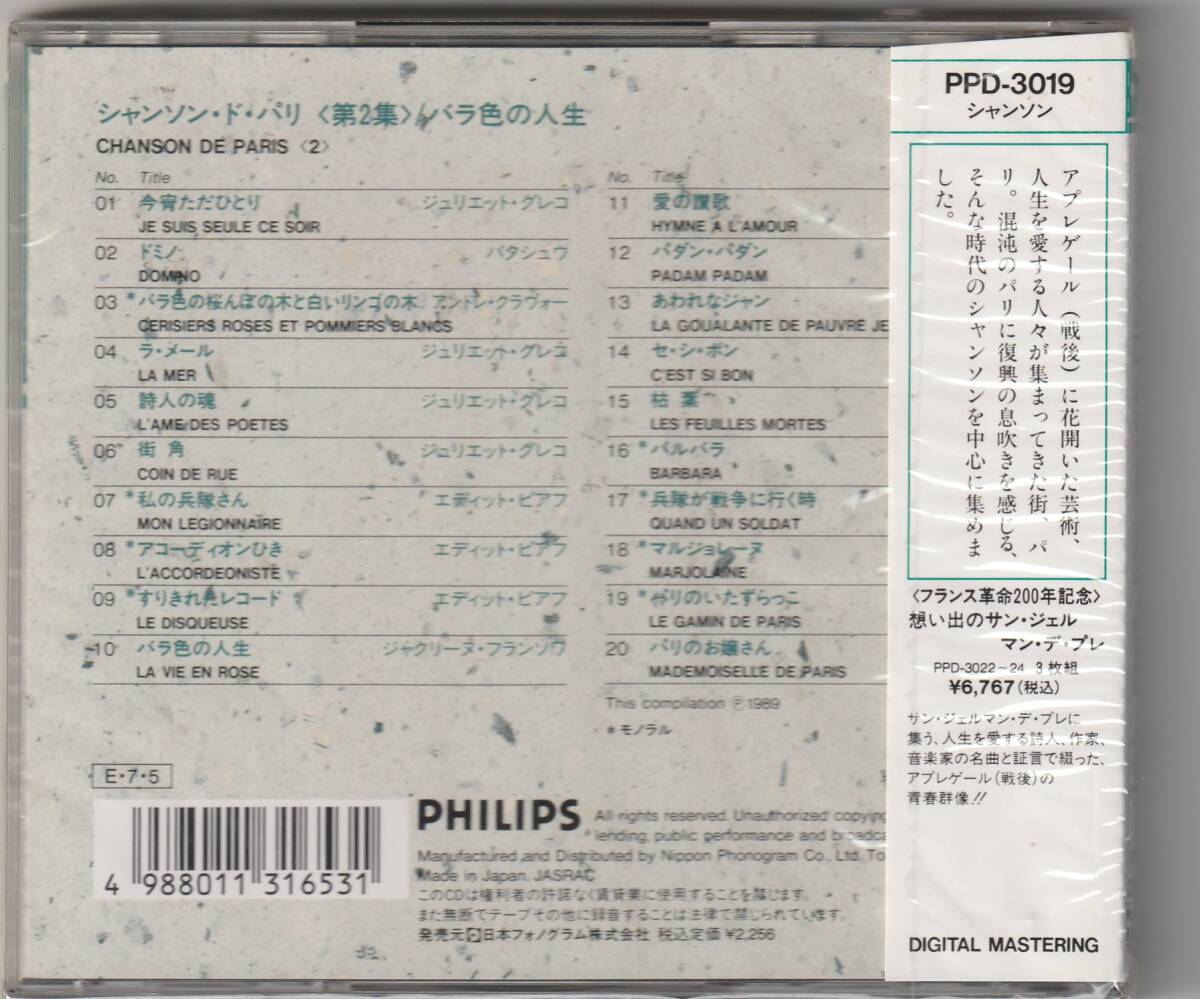 シャンソン・ド・パリ〈第2集〉/バラ色の人生
CHANSON DE PARIS〈2〉
No. Title
01 今宵ただひとり ジュリエット・グレコ
JE SUIS SEULE CE SOIR
02 ドミノ パタシュウ
DOMINO
03 *バラ色の桜んぼの木と白いリンゴの木 アンドレ・クラヴォー
CERISIERS ROSES ET POMMIERS BLANCS
04 ラ・メール ジュリエット・グレコ
LA MER
05 詩人の魂 ジュリエット・グレコ
L'AME DES POETES
06 街角 ジュリエット・グレコ
COIN DE RUE
07 *私の兵隊さん エディット・ピアフ
MON LEGIONNAIRE
08 *アコーディオンひき エディット・ピアフ
L'ACCORDEONISTE
09 *すりきれたレコード エディット・ピアフ
LE DISQUEUSE
10 バラ色の人生 ジャクリーヌ・フランソワ
LA VIE EN ROSE
No. Title
11 愛の讃歌
HYMNE A L'AMOUR
12 パダン・パダン
PADAM PADAM
13 あわれなジャン
LA GOUALANTE DE PAUVRE JE
14 セ・シ・ボン
C'EST SI BON
15 枯葉
LES FEUILLES MORTES
16 *バルバラ
BARBARA
17 *兵隊が戦争に行く時
QUAND UN SOLDAT
18 *マルジョレーヌ
MARJOLAINE
19 *パリのいたずらっこ
LE GAMIN DE PARIS
20 パリのお嬢さん
MADEMOISELLE DE PARIS
This compilation Ⓟ1989
*モノラル
E・7・5
4 988011 316531
PHILIPS
All rights reserved. Unauthorized copying
lending, public performance and broadca
Manufactured and Distributed by Nippon Phonogram Co., Ltd. To
Made in Japan. JASRAC
このCDは権利者の許諾なく賃貸業に使用することを禁じます。
また無断でテープその他に録音することは法律で禁じられています。
発売元 日本フォノグラム株式会社 税込定価¥2,256
PPD-3019
シャンソン
アプレゲール(戦後)に花開いた芸術、
人生を愛する人々が集まってきた街、パ
リ。混沌のパリに復興の息吹きを感じる、
そんな時代のシャンソンを中心に集めま
した。
〈フランス革命200年記念〉
想い出のサン・ジェル
マン・デ・プレ
PPD-3022~24 3枚組
¥6,767(税込)
サン・ジェルマン・デ・プレに
集う、人生を愛する詩人、作家、
音楽家の名曲と証言で綴った、
アプレゲール(戦後)の
青春群像!!
DIGITAL MASTERING